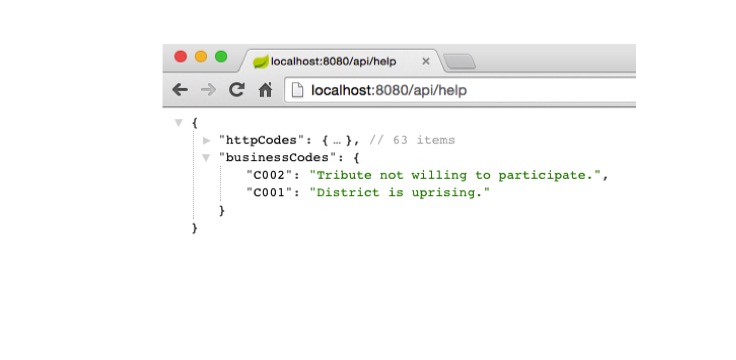 localhost:8080/api/help
localhost:8080/api/help
{
"httpCodes": { … }, // 63 items
"businessCodes": {
"C002": "Tribute not willing to participate.",
"C001": "District is uprising."
}
}